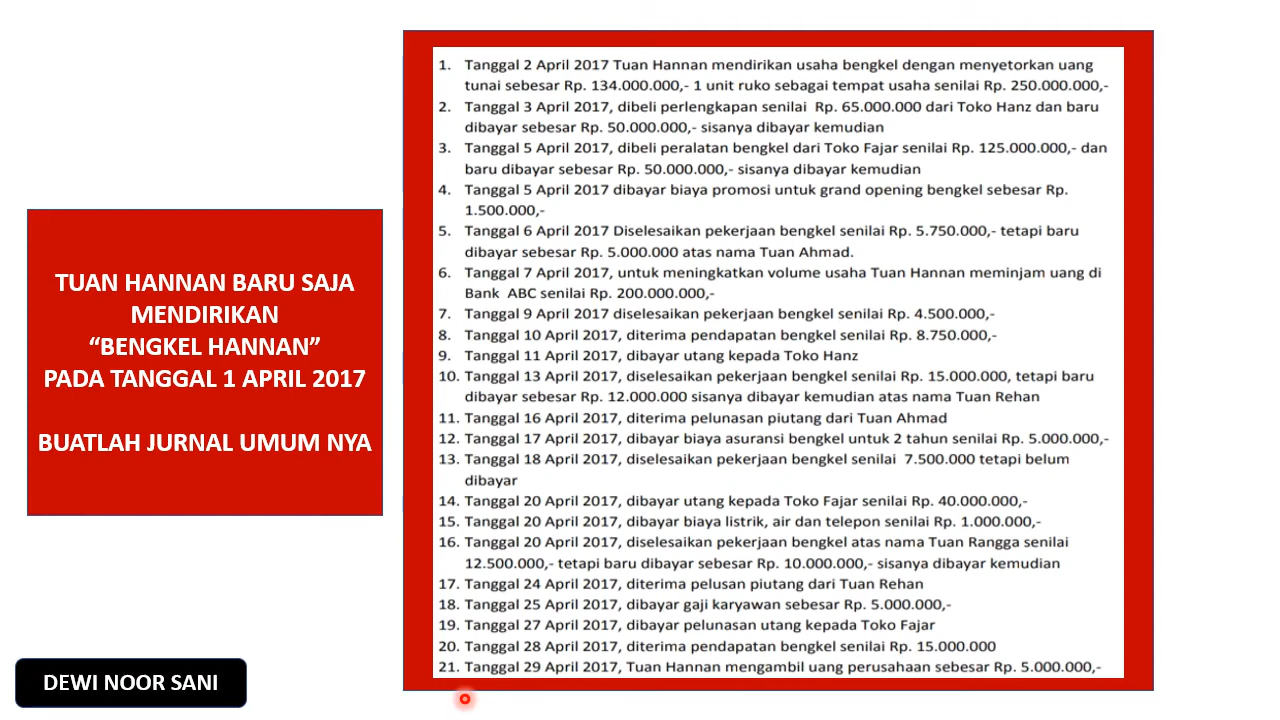 TUAN HANNAN BARU SAJA
MENDIRIKAN
“BENGKEL HANNAN”
PADA TANGGAL 1 APRIL 2017
BUATLAH JURNAL UMUM NYA
DEWI NOOR SANI
1. Tanggal 2 April 2017 Tuan Hannan mendirikan usaha bengkel dengan menyetorkan uang
tunai sebesar Rp. 134.000.000,- 1 unit ruko sebagai tempat usaha senilai Rp. 250.000.000,-
2. Tanggal 3 April 2017, dibeli perlengkapan senilai Rp. 65.000.000 dari Toko Hanz dan baru
dibayar sebesar Rp. 50.000.000,- sisanya dibayar kemudian
3. Tanggal 5 April 2017, dibeli peralatan bengkel dari Toko Fajar senilai Rp. 125.000.000,- dan
baru dibayar sebesar Rp. 50.000.000,- sisanya dibayar kemudian
4. Tanggal 5 April 2017 dibayar biaya promosi untuk grand opening bengkel sebesar Rp.
1.500.000,-
5. Tanggal 6 April 2017 Diselesaikan pekerjaan bengkel senilai Rp. 5.750.000,- tetapi baru
dibayar sebesar Rp. 5.000.000 atas nama Tuan Ahmad.
6. Tanggal 7 April 2017, untuk meningkatkan volume usaha Tuan Hannan meminjam uang di
Bank ABC senilai Rp. 200.000.000,-
7. Tanggal 9 April 2017 diselesaikan pekerjaan bengkel senilai Rp. 4.500.000,-
8. Tanggal 10 April 2017, diterima pendapatan bengkel senilai Rp. 8.750.000,-
9. Tanggal 11 April 2017, dibayar utang kepada Toko Hanz
10. Tanggal 13 April 2017, diselesaikan pekerjaan bengkel senilai Rp. 15.000.000, tetapi baru
dibayar sebesar Rp. 12.000.000 sisanya dibayar kemudian atas nama Tuan Rehan
11. Tanggal 16 April 2017, diterima pelunasan piutang dari Tuan Ahmad
12. Tanggal 17 April 2017, dibayar biaya asuransi bengkel untuk 2 tahun senilai Rp. 5.000.000,-
13. Tanggal 18 April 2017, diselesaikan pekerjaan bengkel senilai 7.500.000 tetapi belum
dibayar
14. Tanggal 20 April 2017, dibayar utang kepada Toko Fajar senilai Rp. 40.000.000,-
15. Tanggal 20 April 2017, dibayar biaya listrik, air dan telepon senilai Rp. 1.000.000,-
16. Tanggal 20 April 2017, diselesaikan pekerjaan bengkel atas nama Tuan Rangga senilai
12.500.000,- tetapi baru dibayar sebesar Rp. 10.000.000,- sisanya dibayar kemudian
17. Tanggal 24 April 2017, diterima pelusan piutang dari Tuan Rehan
18. Tanggal 25 April 2017, dibayar gaji karyawan sebesar Rp. 5.000.000,-
19. Tanggal 27 April 2017, dibayar pelunasan utang kepada Toko Fajar
20. Tanggal 28 April 2017, diterima pendapatan bengkel senilai Rp. 15.000.000
21. Tanggal 29 April 2017, Tuan Hannan mengambil uang perusahaan sebesar Rp. 5.000.000,-